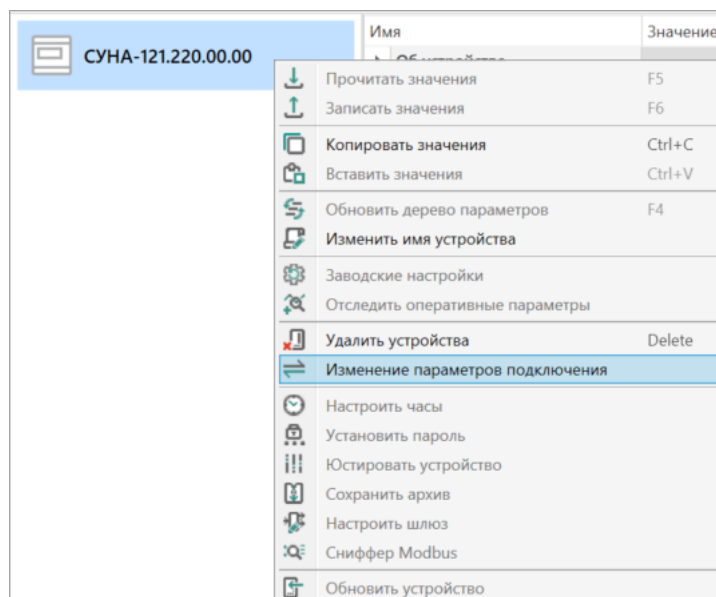 Имя Значение
СУНА-121.220.00.00
Об устройстве
Прочитать значения F5
Записать значения F6
Копировать значения Ctrl+C
Вставить значения Ctrl+V
Обновить дерево параметров F4
Изменить имя устройства
Заводские настройки
Отследить оперативные параметры
Удалить устройства Delete
Изменение параметров подключения
Настроить часы
Установить пароль
Юстировать устройство
Сохранить архив
Настроить шлюз
Сниффер Modbus
Обновить устройство